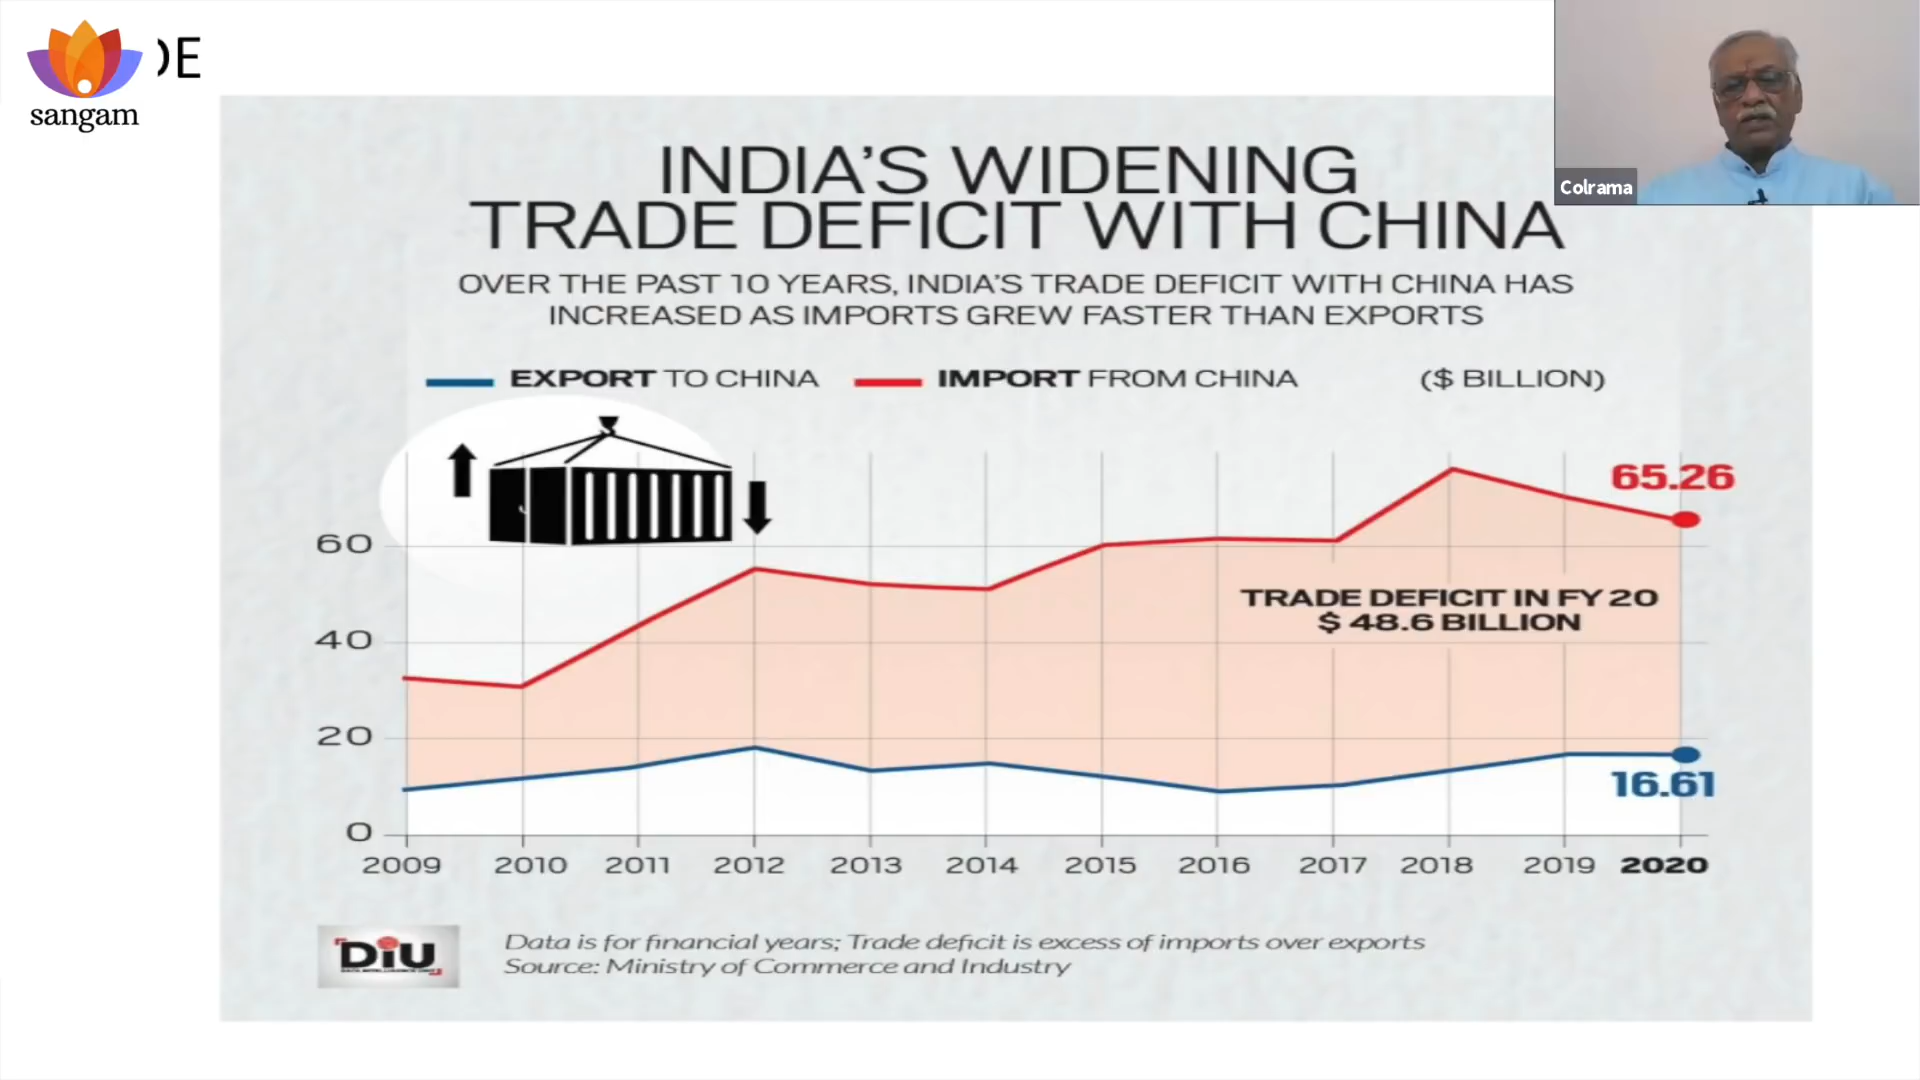 DE
sangam
Colrama
INDIA'S WIDENING
TRADE DEFICIT WITH CHINA
OVER THE PAST 10 YEARS, INDIA'S TRADE DEFICIT WITH CHINA HAS
INCREASED AS IMPORTS GREW FASTER THAN EXPORTS
EXPORT TO CHINA IMPORT FROM CHINA ($ BILLION)
65.26
60
TRADE DEFICIT IN FY 20
$ 48.6 BILLION
40
20
16.61
0
2009 2010 2011 2012 2013 2014 2015 2016 2017 2018 2019 2020
DIU
Data is for financial years; Trade deficit is excess of imports over exports
Source: Ministry of Commerce and Industry